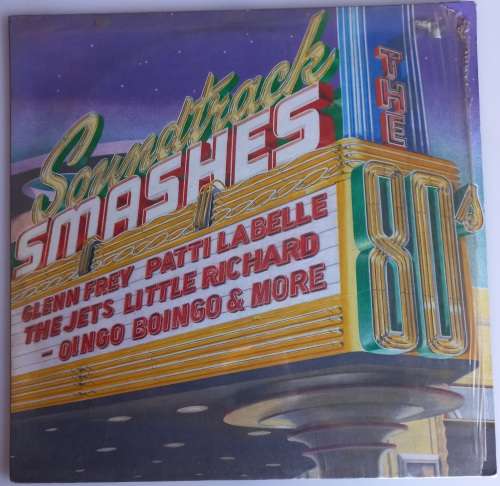 Soundtrack
SMASHES
THE
80's
GLENN FREY PATTI LABELLE
THE JETS LITTLE RICHARD
- OINGO BOINGO & MORE